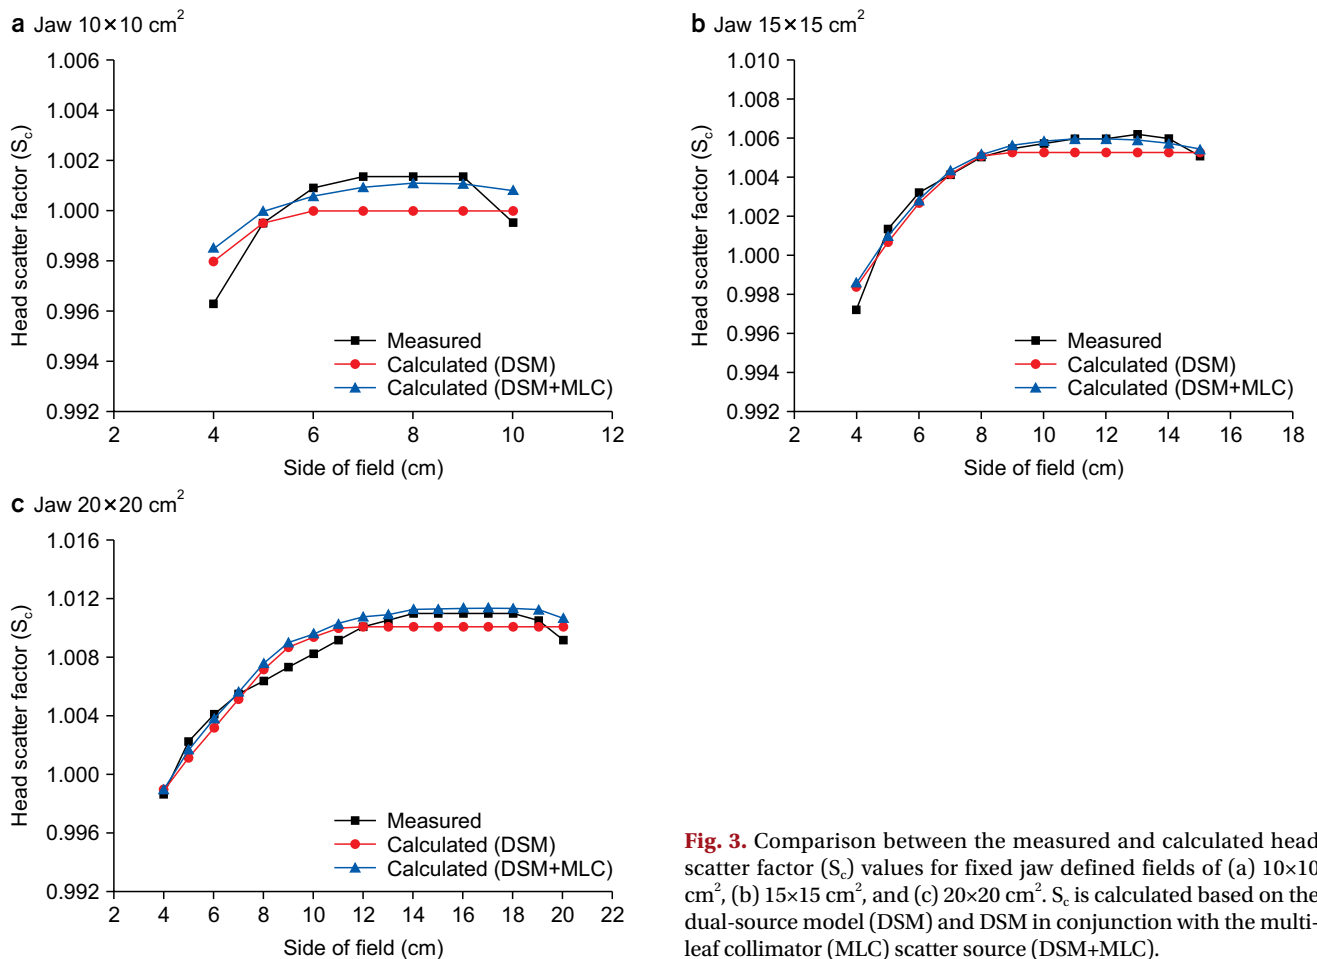 a Jaw 10×10 cm²
1.006
1.004
1.002
1.000
0.998
0.996
0.994
0.992
Head scatter factor (Sc)
Measured
Calculated (DSM)
Calculated (DSM+MLC)
2 4 6 8 10 12
Side of field (cm)
b Jaw 15×15 cm²
1.010
1.008
1.006
1.004
1.002
1.000
0.998
0.996
0.994
0.992
Head scatter factor (Sc)
Measured
Calculated (DSM)
Calculated (DSM+MLC)
2 4 6 8 10 12 14 16 18
Side of field (cm)
c Jaw 20×20 cm²
1.016
1.012
1.008
1.004
1.000
0.996
0.992
Head scatter factor (Sc)
Measured
Calculated (DSM)
Calculated (DSM+MLC)
2 4 6 8 10 12 14 16 18 20 22
Side of field (cm)
Fig. 3. Comparison between the measured and calculated head
scatter factor (Sc) values for fixed jaw defined fields of (a) 10×10
cm², (b) 15×15 cm², and (c) 20×20 cm². Sc is calculated based on the
dual-source model (DSM) and DSM in conjunction with the multi-
leaf collimator (MLC) scatter source (DSM+MLC).